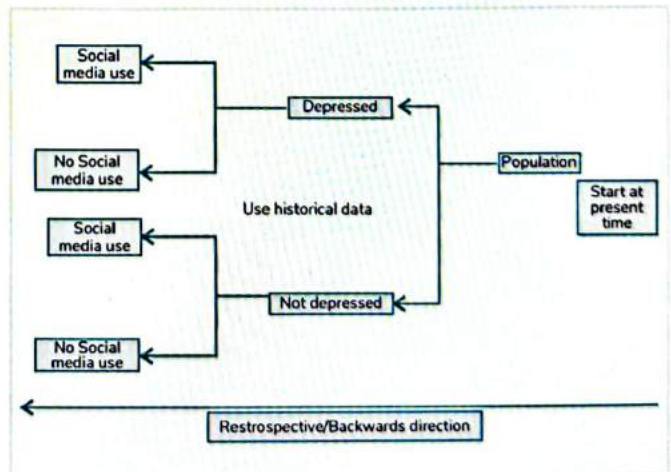 Social
media use
Depressed
No Social
media use
Population
Start at
present
time
Use historical data
Social
media use
Not depressed
No Social
media use
Restrospective/Backwards direction